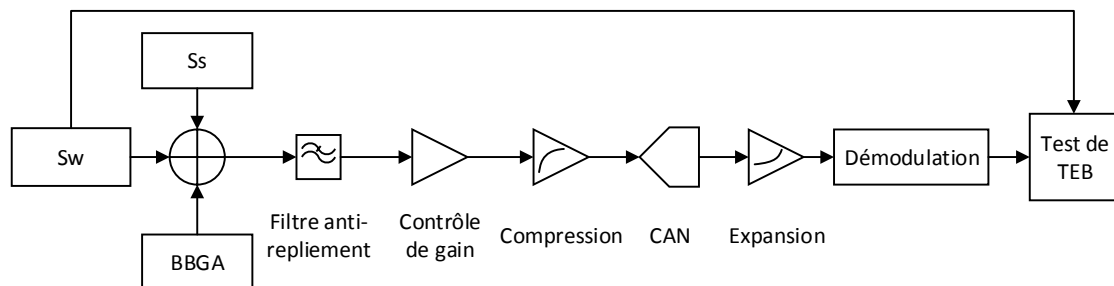 Ss
Sw
Démodulation
Test de
TEB
Filtre anti-
repliement
Contrôle
de gain
Compression
CAN
Expansion
BBGA